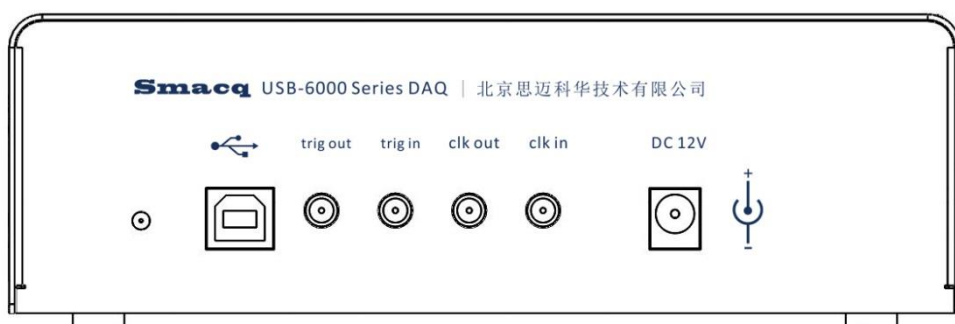 Smacq USB-6000 Series DAQ | 北京思迈科华技术有限公司
trig out trig in clk out clk in DC 12V
+
−